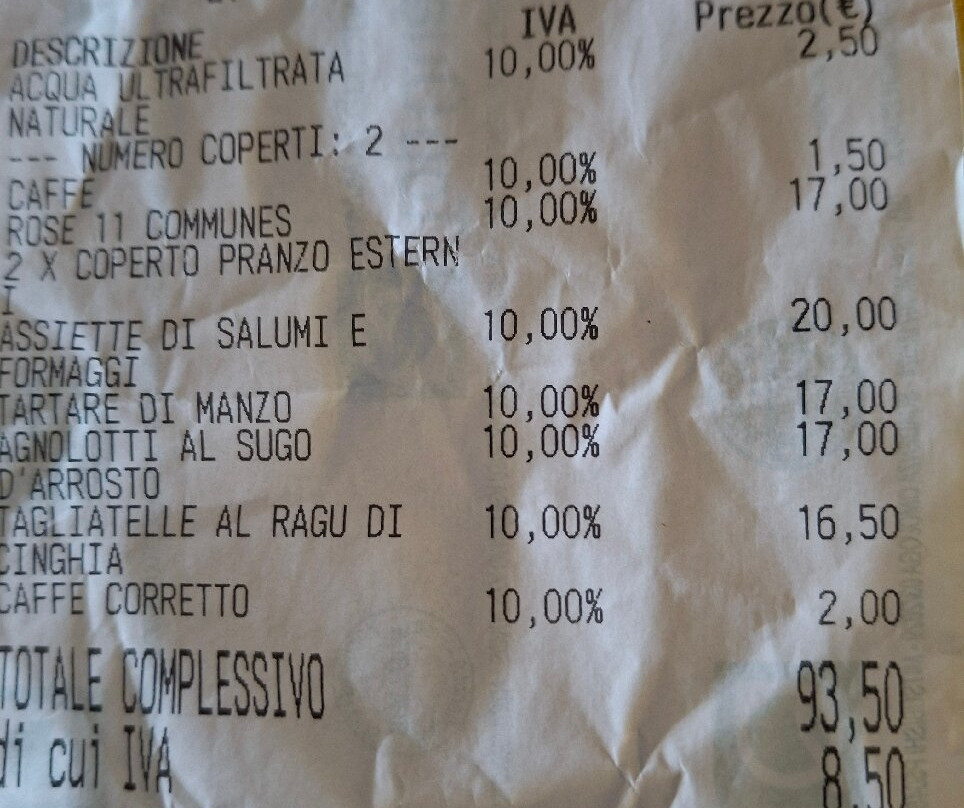 DESCRIZIONE IVA Prezzo(€)
ACQUA ULTRAFILTRATA 10,00% 2,50
NATURALE
--- NUMERO COPERTI: 2 ---
CAFFE 10,00% 1,50
ROSE 11 COMMUNES 10,00% 17,00
2 X COPERTO PRANZO ESTERN
I
ASSIETTE DI SALUMI E 10,00% 20,00
FORMAGGI
TARTARE DI MANZO 10,00% 17,00
AGNOLOTTI AL SUGO 10,00% 17,00
D'ARROSTO
TAGLIATELLE AL RAGU DI 10,00% 16,50
CINGHIA
CAFFE CORRETTO 10,00% 2,00
TOTALE COMPLESSIVO 93,50
di cui IVA 8,50